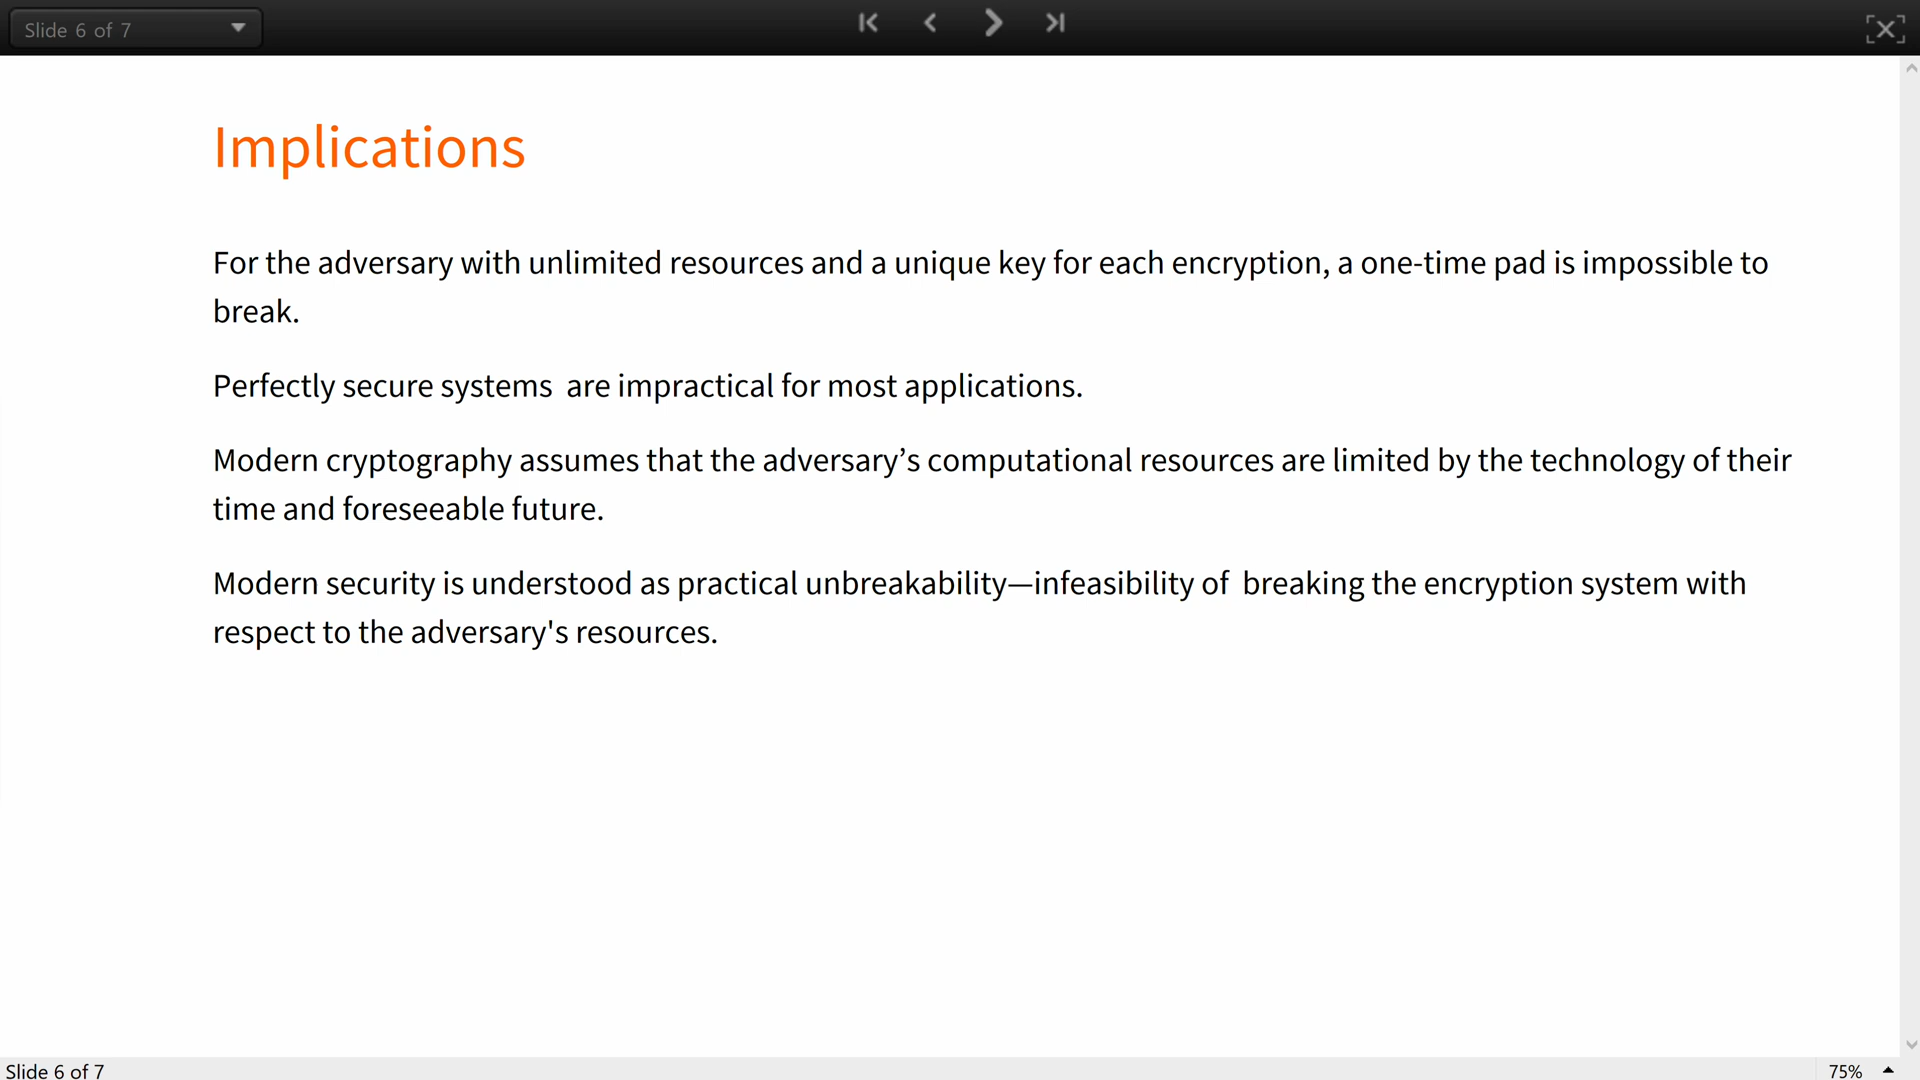 Slide 6 of 7
Implications
For the adversary with unlimited resources and a unique key for each encryption, a one-time pad is impossible to
break.
Perfectly secure systems  are impractical for most applications.
Modern cryptography assumes that the adversary’s computational resources are limited by the technology of their
time and foreseeable future.
Modern security is understood as practical unbreakability—infeasibility of  breaking the encryption system with
respect to the adversary's resources.
Slide 6 of 7
75%